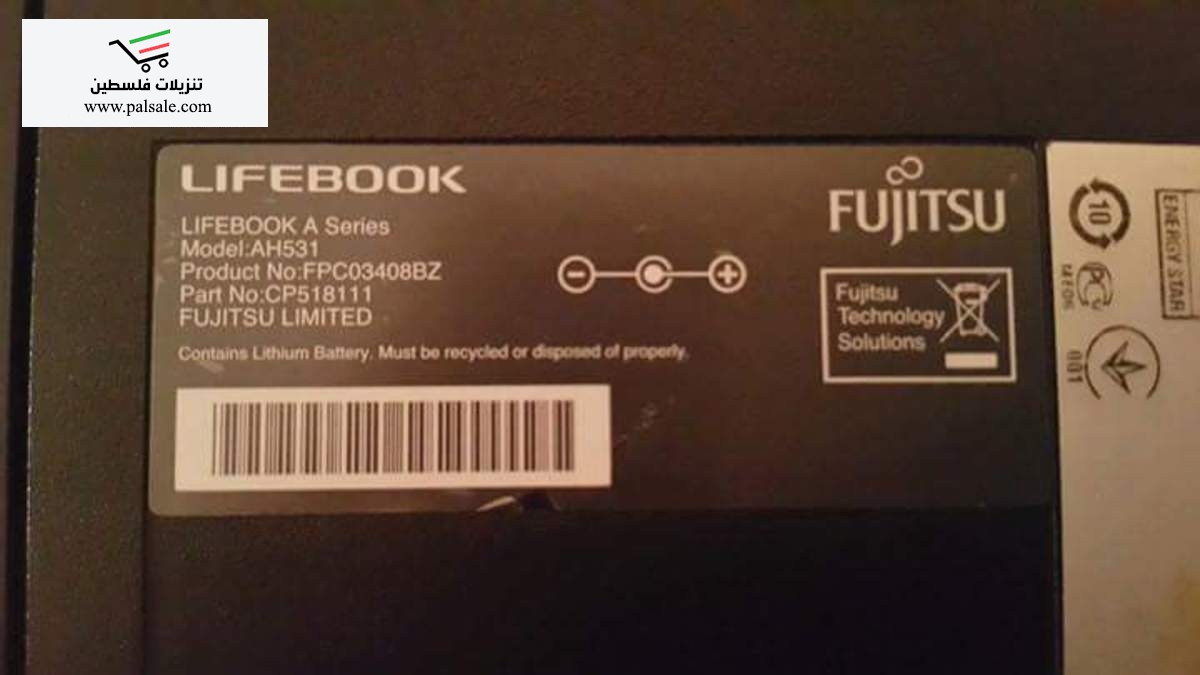 تنزيلات فلسطين
www.palsale.com
LIFEBOOK
FUJITSU
LIFEBOOK A Series
Model:AH531
Product No:FPC03408BZ
Part No:CP518111
FUJITSU LIMITED
Contains Lithium Battery. Must be recycled or disposed of properly.
Fujitsu
Technology
Solutions
10
ENERGY STAR
001